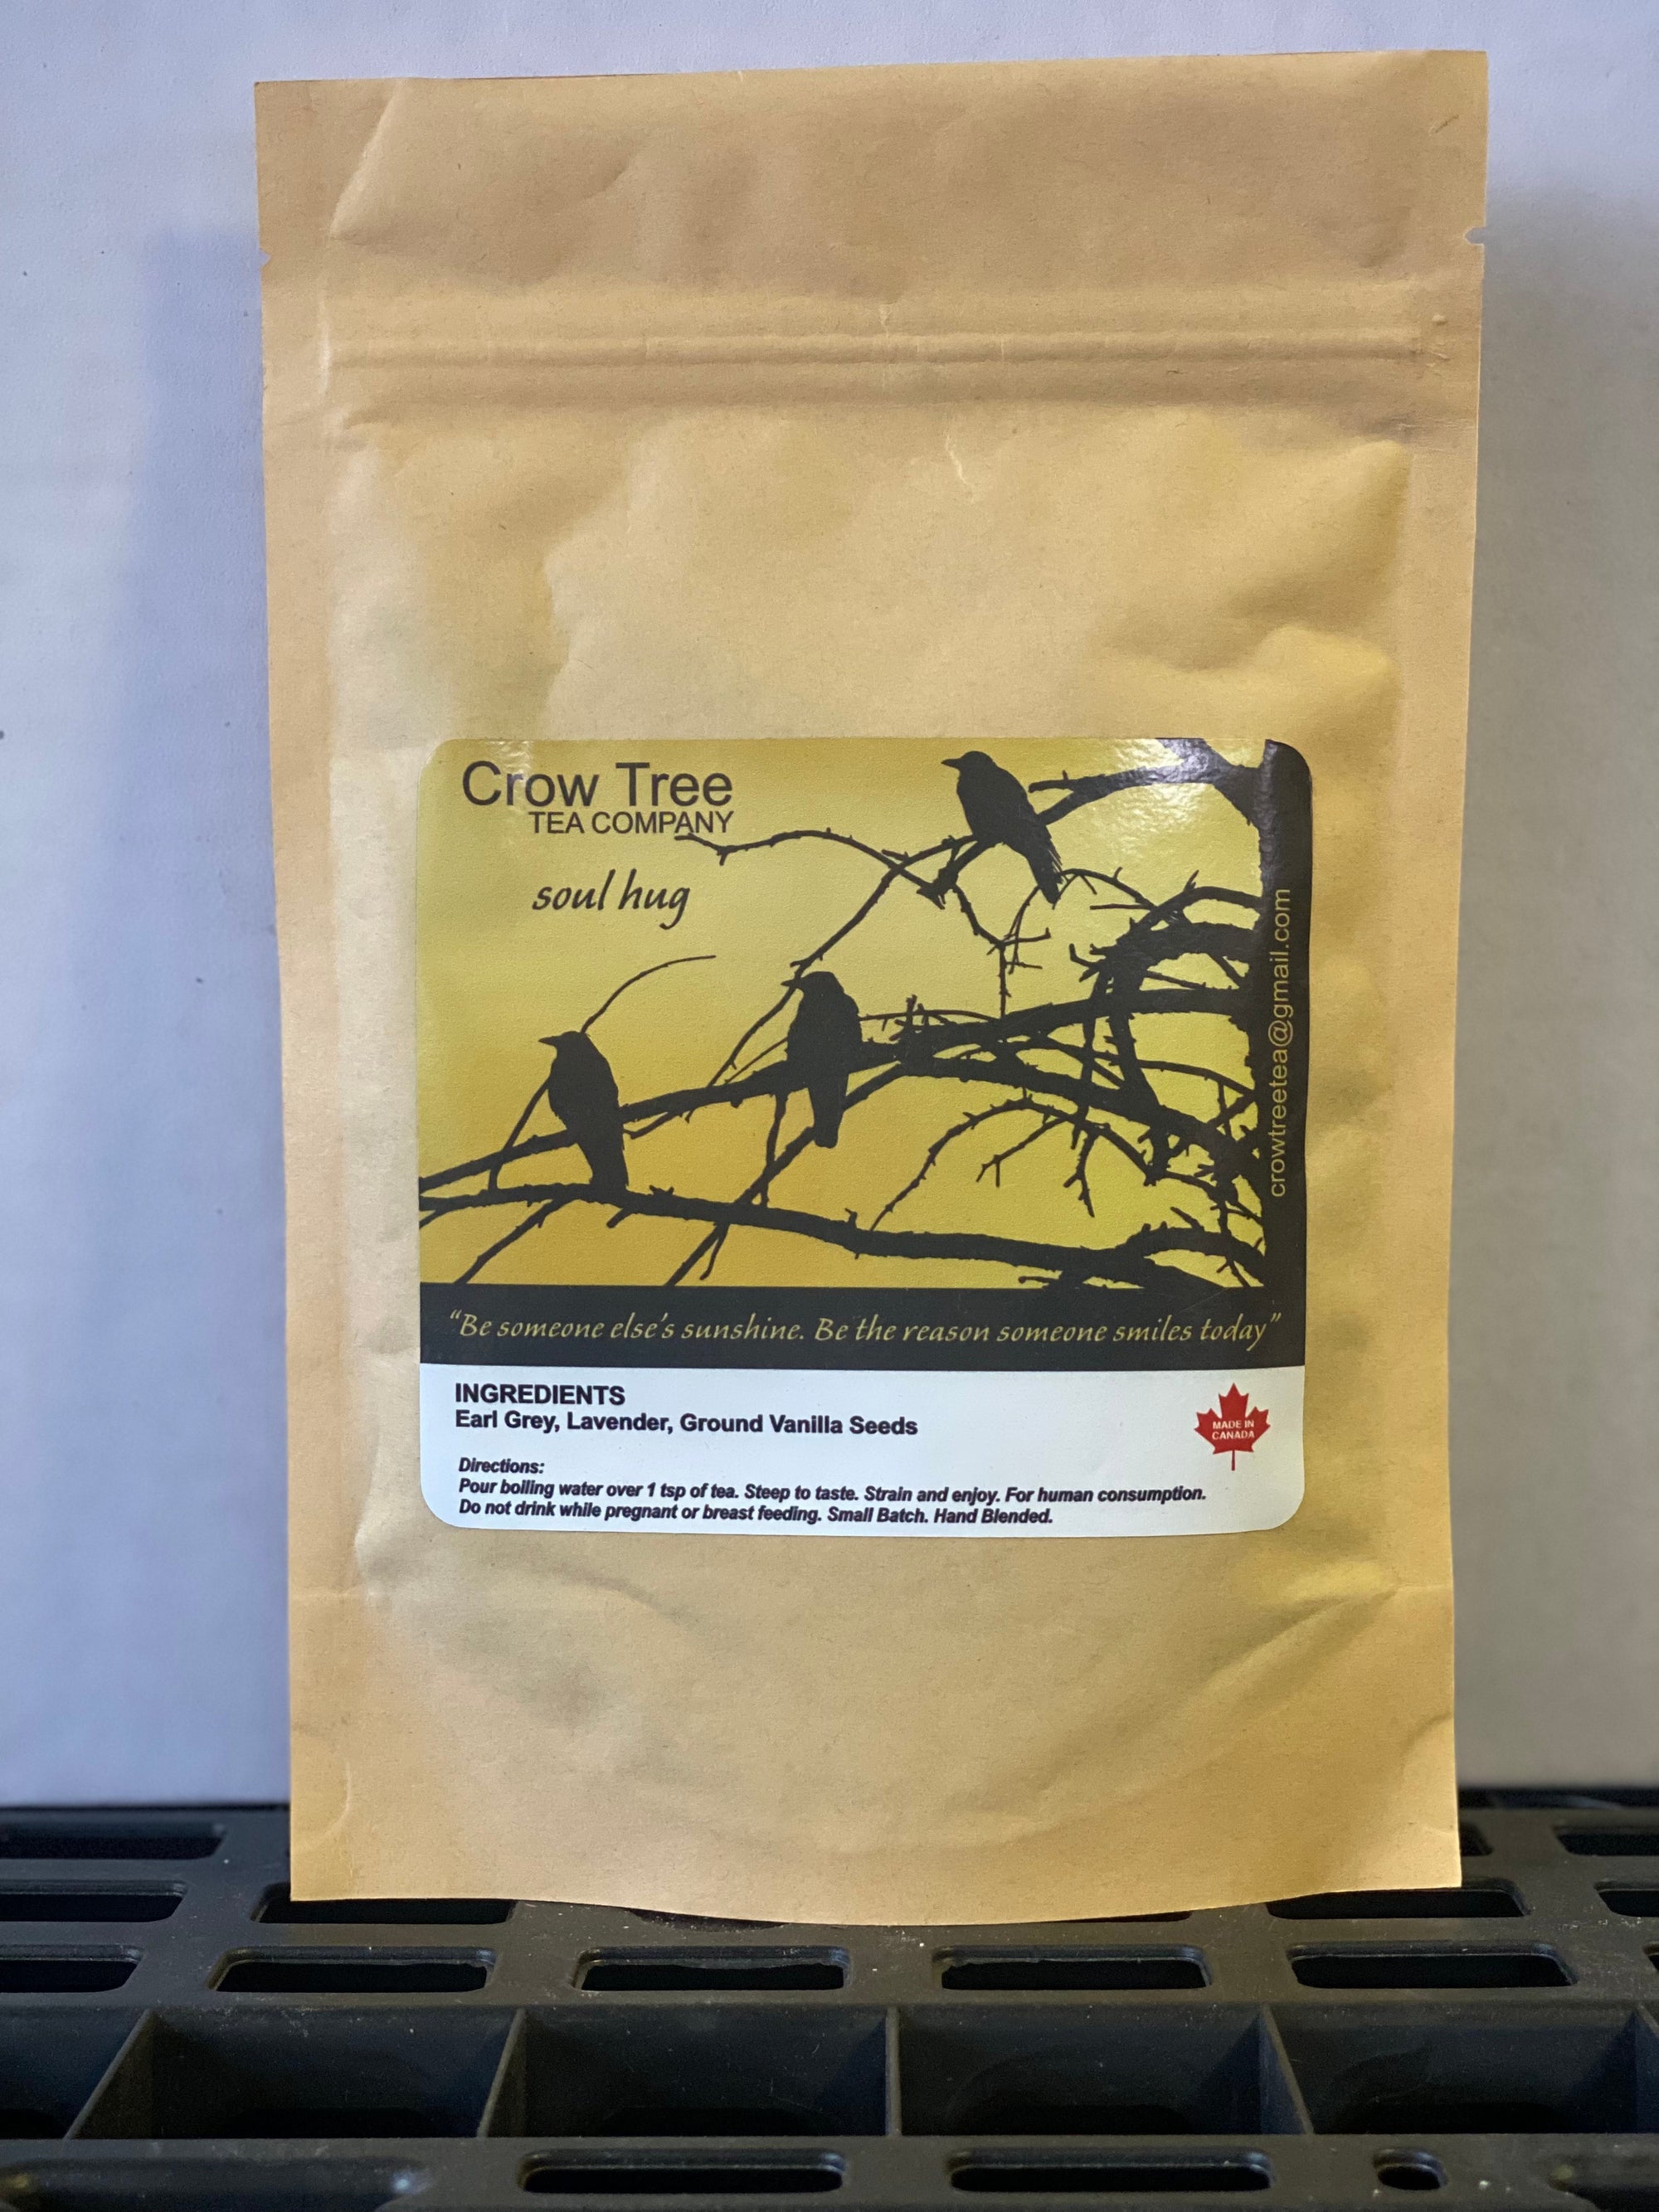 Crow Tree
TEA COMPANY
soul hug
crowtreetea@gmail.com
“Be someone else's sunshine. Be the reason someone smiles today”
INGREDIENTS
Earl Grey, Lavender, Ground Vanilla Seeds
MADE IN
CANADA
Directions:
Pour boiling water over 1 tsp of tea. Steep to taste. Strain and enjoy. For human consumption.
Do not drink while pregnant or breast feeding. Small Batch. Hand Blended.